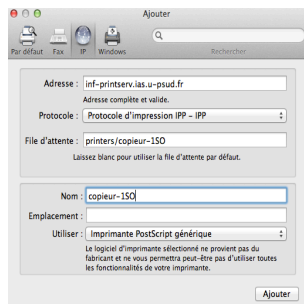 Ajouter
Par défaut Fax IP Windows Rechercher
Adresse : inf-printserv.ias.u-psud.fr
Adresse complète et valide.
Protocole : Protocole d'impression IPP – IPP
File d'attente : printers/copieur-1SO
Laissez blanc pour utiliser la file d'attente par défaut.
Nom : copieur-1SO
Emplacement :
Utiliser : Imprimante PostScript générique
Le logiciel d'imprimante sélectionné ne provient pas du
fabricant et ne vous permettra peut-être pas d'utiliser toutes
les fonctionnalités de votre imprimante.
Ajouter